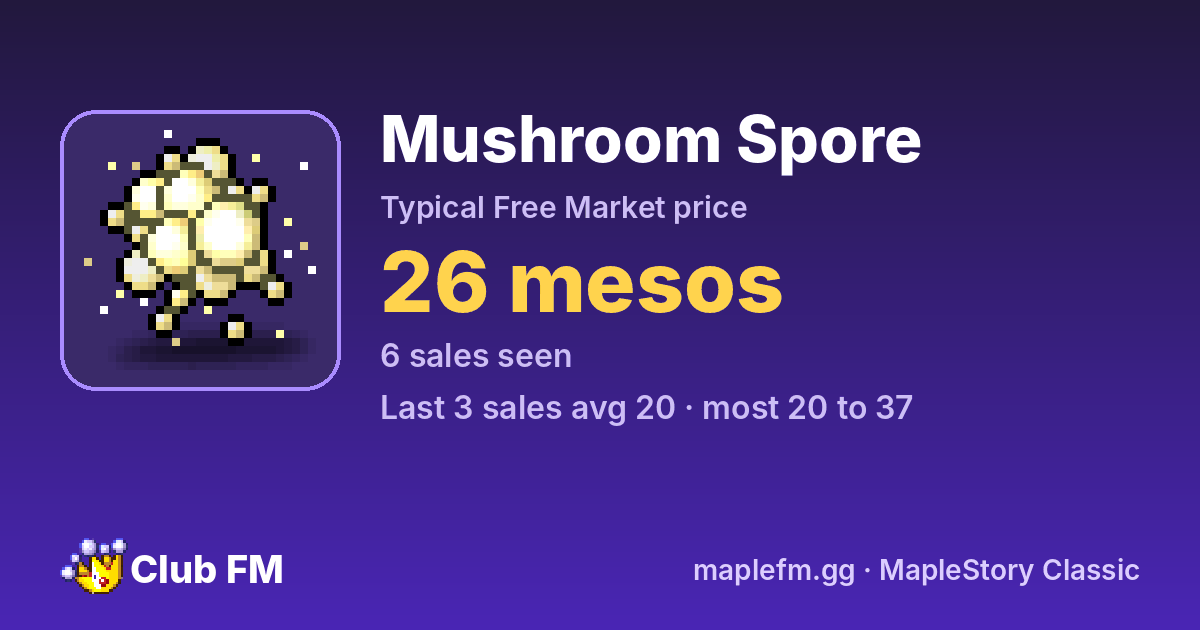 Mushroom Spore
Typical Free Market price
26 mesos
6 sales seen
Last 3 sales avg 20 · most 20 to 37
Club FM
maplefm.gg · MapleStory Classic